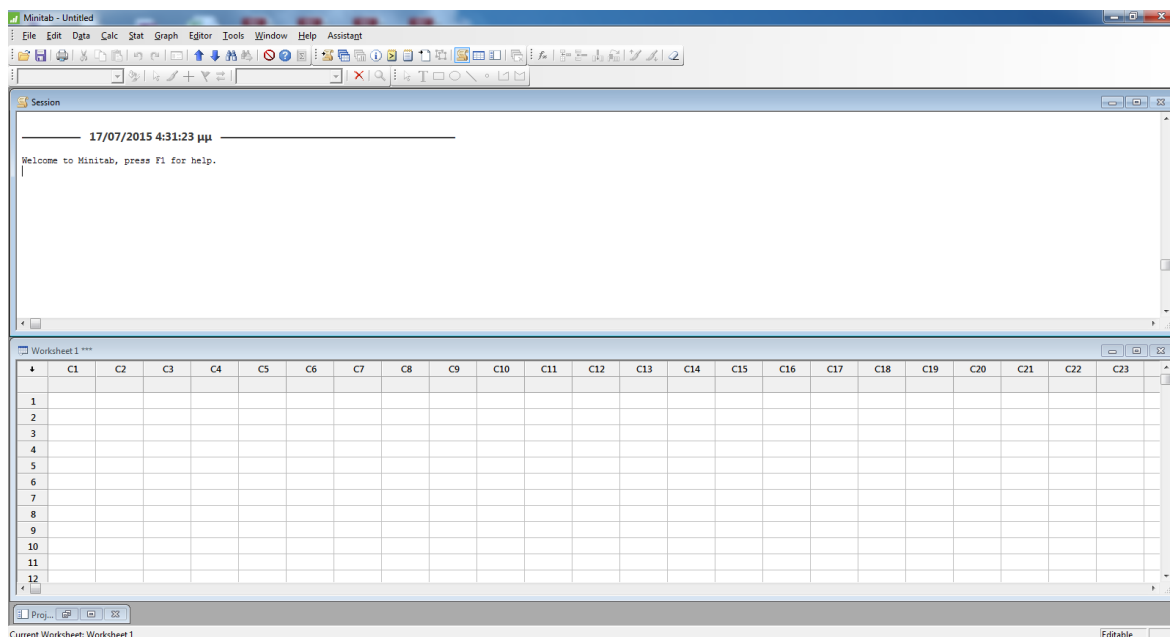 Minitab - Untitled
File Edit Data Calc Stat Graph Editor Tools Window Help Assistant
Session
17/07/2015 4:31:23 μμ
Welcome to Minitab, press F1 for help.
Worksheet 1 ***
C1 C2 C3 C4 C5 C6 C7 C8 C9 C10 C11 C12 C13 C14 C15 C16 C17 C18 C19 C20 C21 C22 C23
1
2
3
4
5
6
7
8
9
10
11
12
Proj...
Current Worksheet: Worksheet 1 Editable